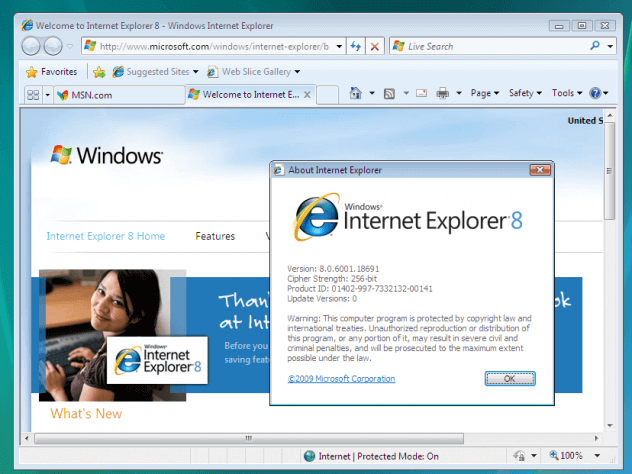 Welcome to Internet Explorer 8 - Windows Internet Explorer
http://www.microsoft.com/windows/internet-explorer/b
Live Search
Favorites
Suggested Sites
Web Slice Gallery
MSN.com
Welcome to Internet E...
Page
Safety
Tools
United S
Windows
Internet Explorer 8 Home
Features
Than
ok
at Int
Before you
saving feat
Windows
Internet
Explorer 8
What's New
About Internet Explorer
Windows
Internet Explorer 8
Version: 8.0.6001.18691
Cipher Strength: 256-bit
Product ID: 01402-997-7332132-00141
Update Versions: 0
Warning: This computer program is protected by copyright law and
international treaties. Unauthorized reproduction or distribution of
this program, or any portion of it, may result in severe civil and
criminal penalties, and will be prosecuted to the maximum extent
possible under the law.
©2009 Microsoft Corporation
OK
Internet | Protected Mode: On
100%